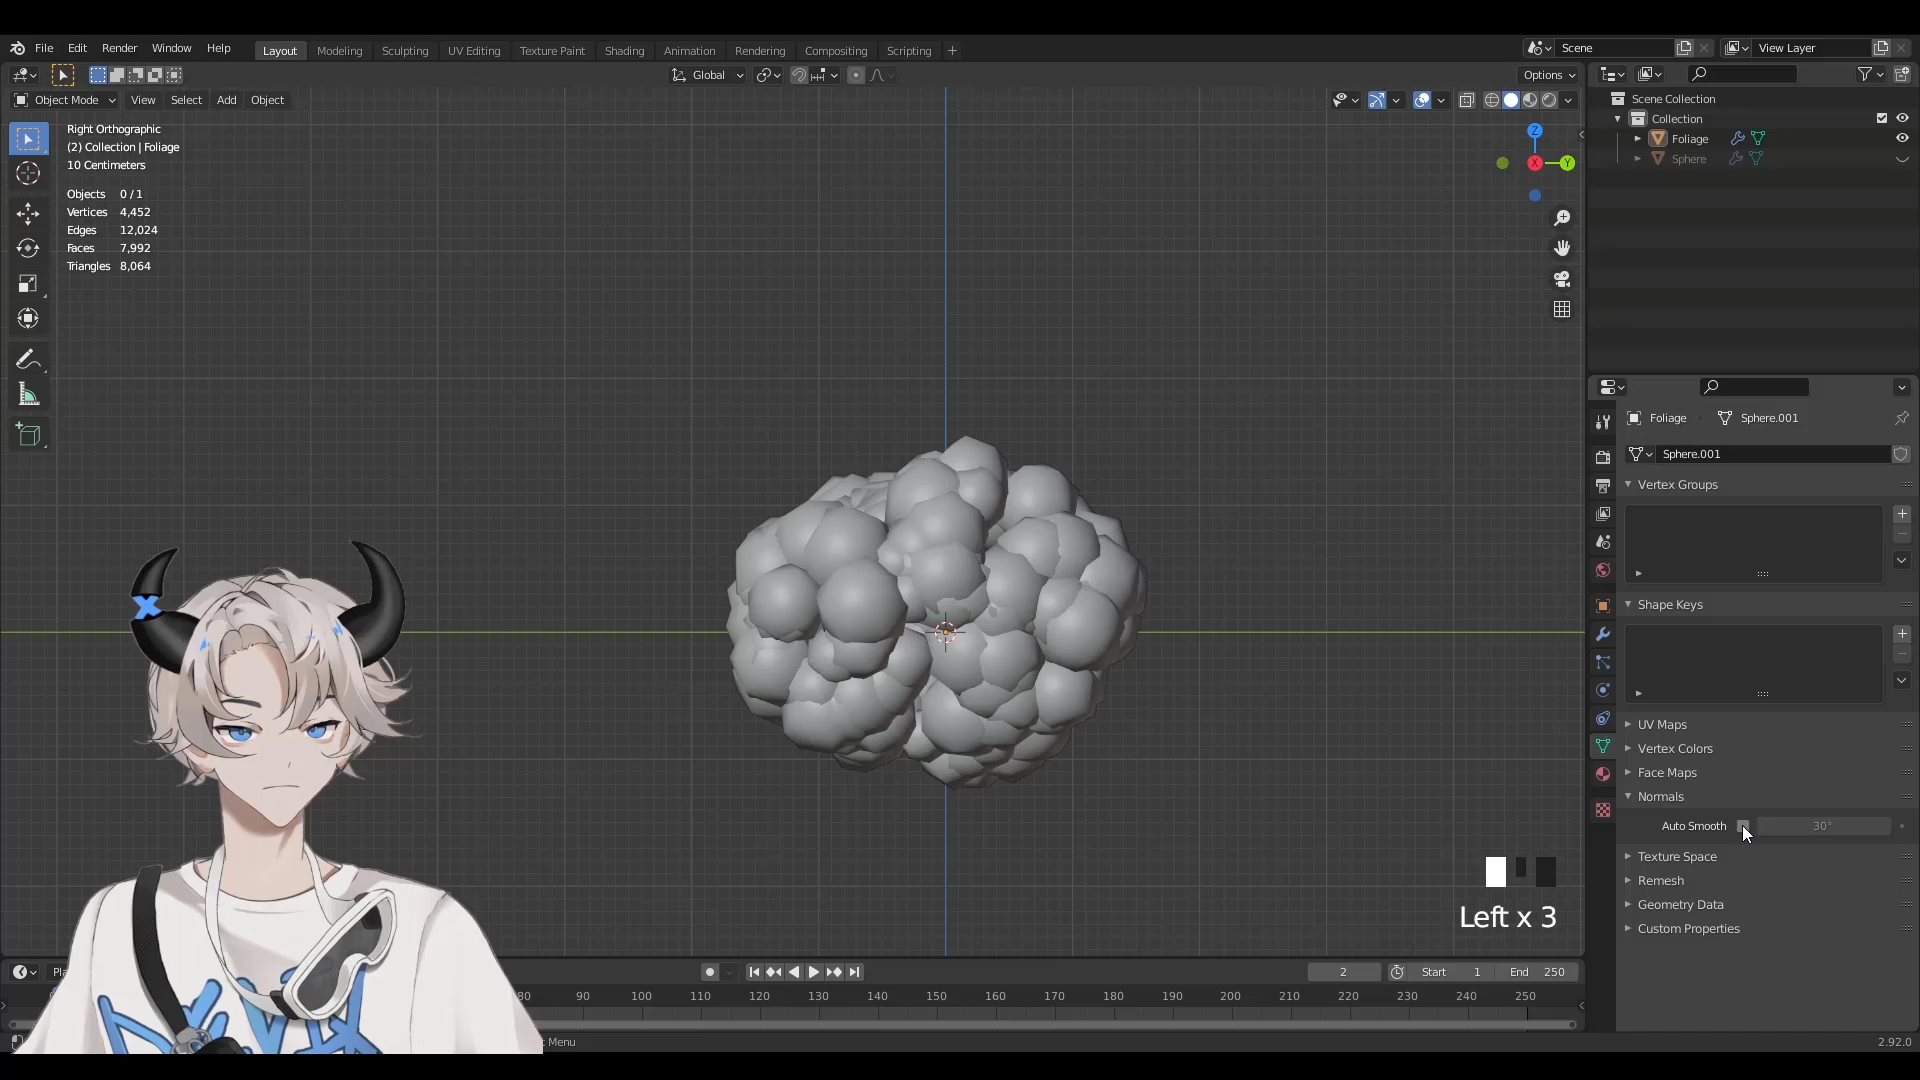 File Edit Render Window Help Layout Modeling Sculpting UV Editing Texture Paint Shading Animation Rendering Compositing Scripting + Scene View Layer
Global Options
Object Mode View Select Add Object
Right Orthographic
(2) Collection | Foliage
10 Centimeters
Objects 0 / 1
Vertices 4,452
Edges 12,024
Faces 7,992
Triangles 8,064
Z
X
Y
Scene Collection
Collection
Foliage
Sphere
Foliage Sphere.001
Sphere.001
Vertex Groups
Shape Keys
UV Maps
Vertex Colors
Face Maps
Normals
Auto Smooth 30°
Texture Space
Remesh
Geometry Data
Custom Properties
Left x 3
2 Start 1 End 250
80 90 100 110 120 130 140 150 160 170 180 190 200 210 220 230 240 250
t Menu
2.92.0